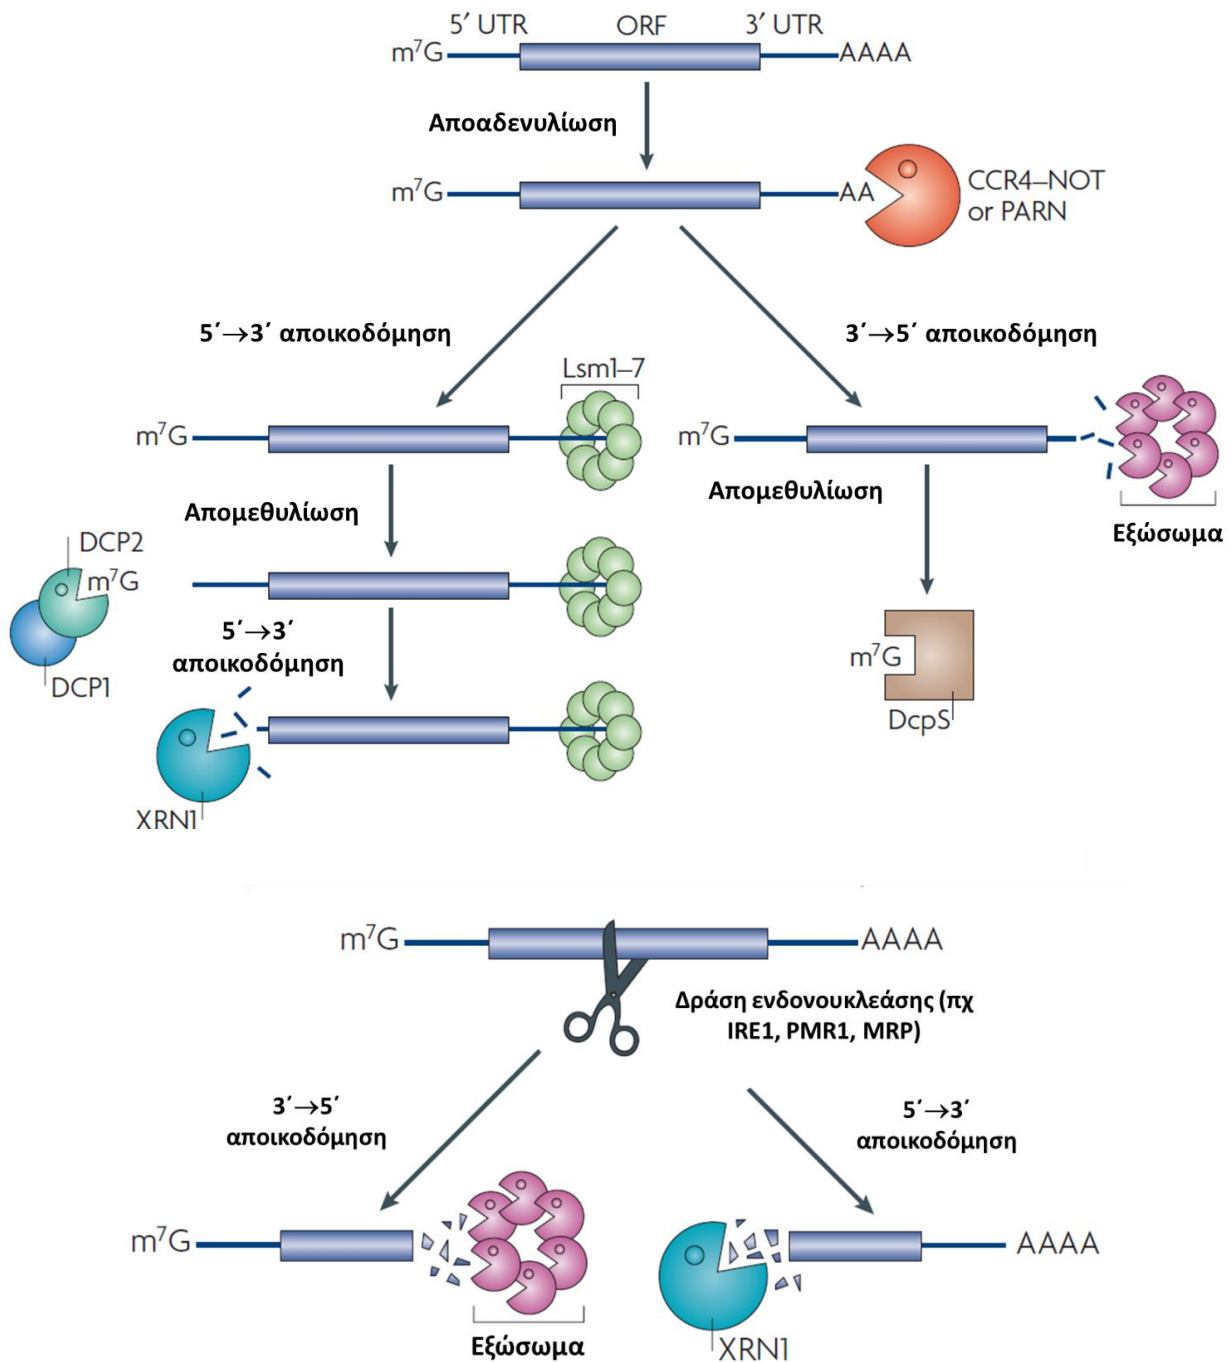 5′ UTR ORF 3′ UTR
m⁷G AAAA
Αποαδενυλίωση
m⁷G AA
CCR4–NOT
or PARN
5΄→3΄ αποικοδόμηση
3΄→5΄ αποικοδόμηση
Lsm1–7
m⁷G
m⁷G
Απομεθυλίωση
Απομεθυλίωση
Εξώσωμα
DCP2
m⁷G
DCP1
5΄→3΄
αποικοδόμηση
m⁷G
DcpS
XRN1
m⁷G AAAA
Δράση ενδονουκλεάσης (πχ
IRE1, PMR1, MRP)
3΄→5΄
αποικοδόμηση
5΄→3΄
αποικοδόμηση
m⁷G
AAAA
Εξώσωμα
XRN1